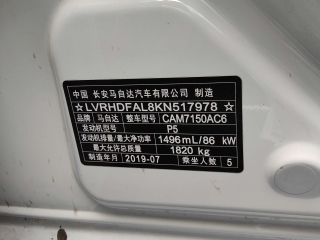 中国 长安马自达汽车有限公司 制造
☆LVRHDFAL8KN517978☆
品牌 马自达 整车型号 CAM7150AC6
发动机型号 P5
发动机排量/最大净功率 1496mL/86 kW
最大允许总质量 1820 kg
制造年月 2019-07 乘坐人数 5